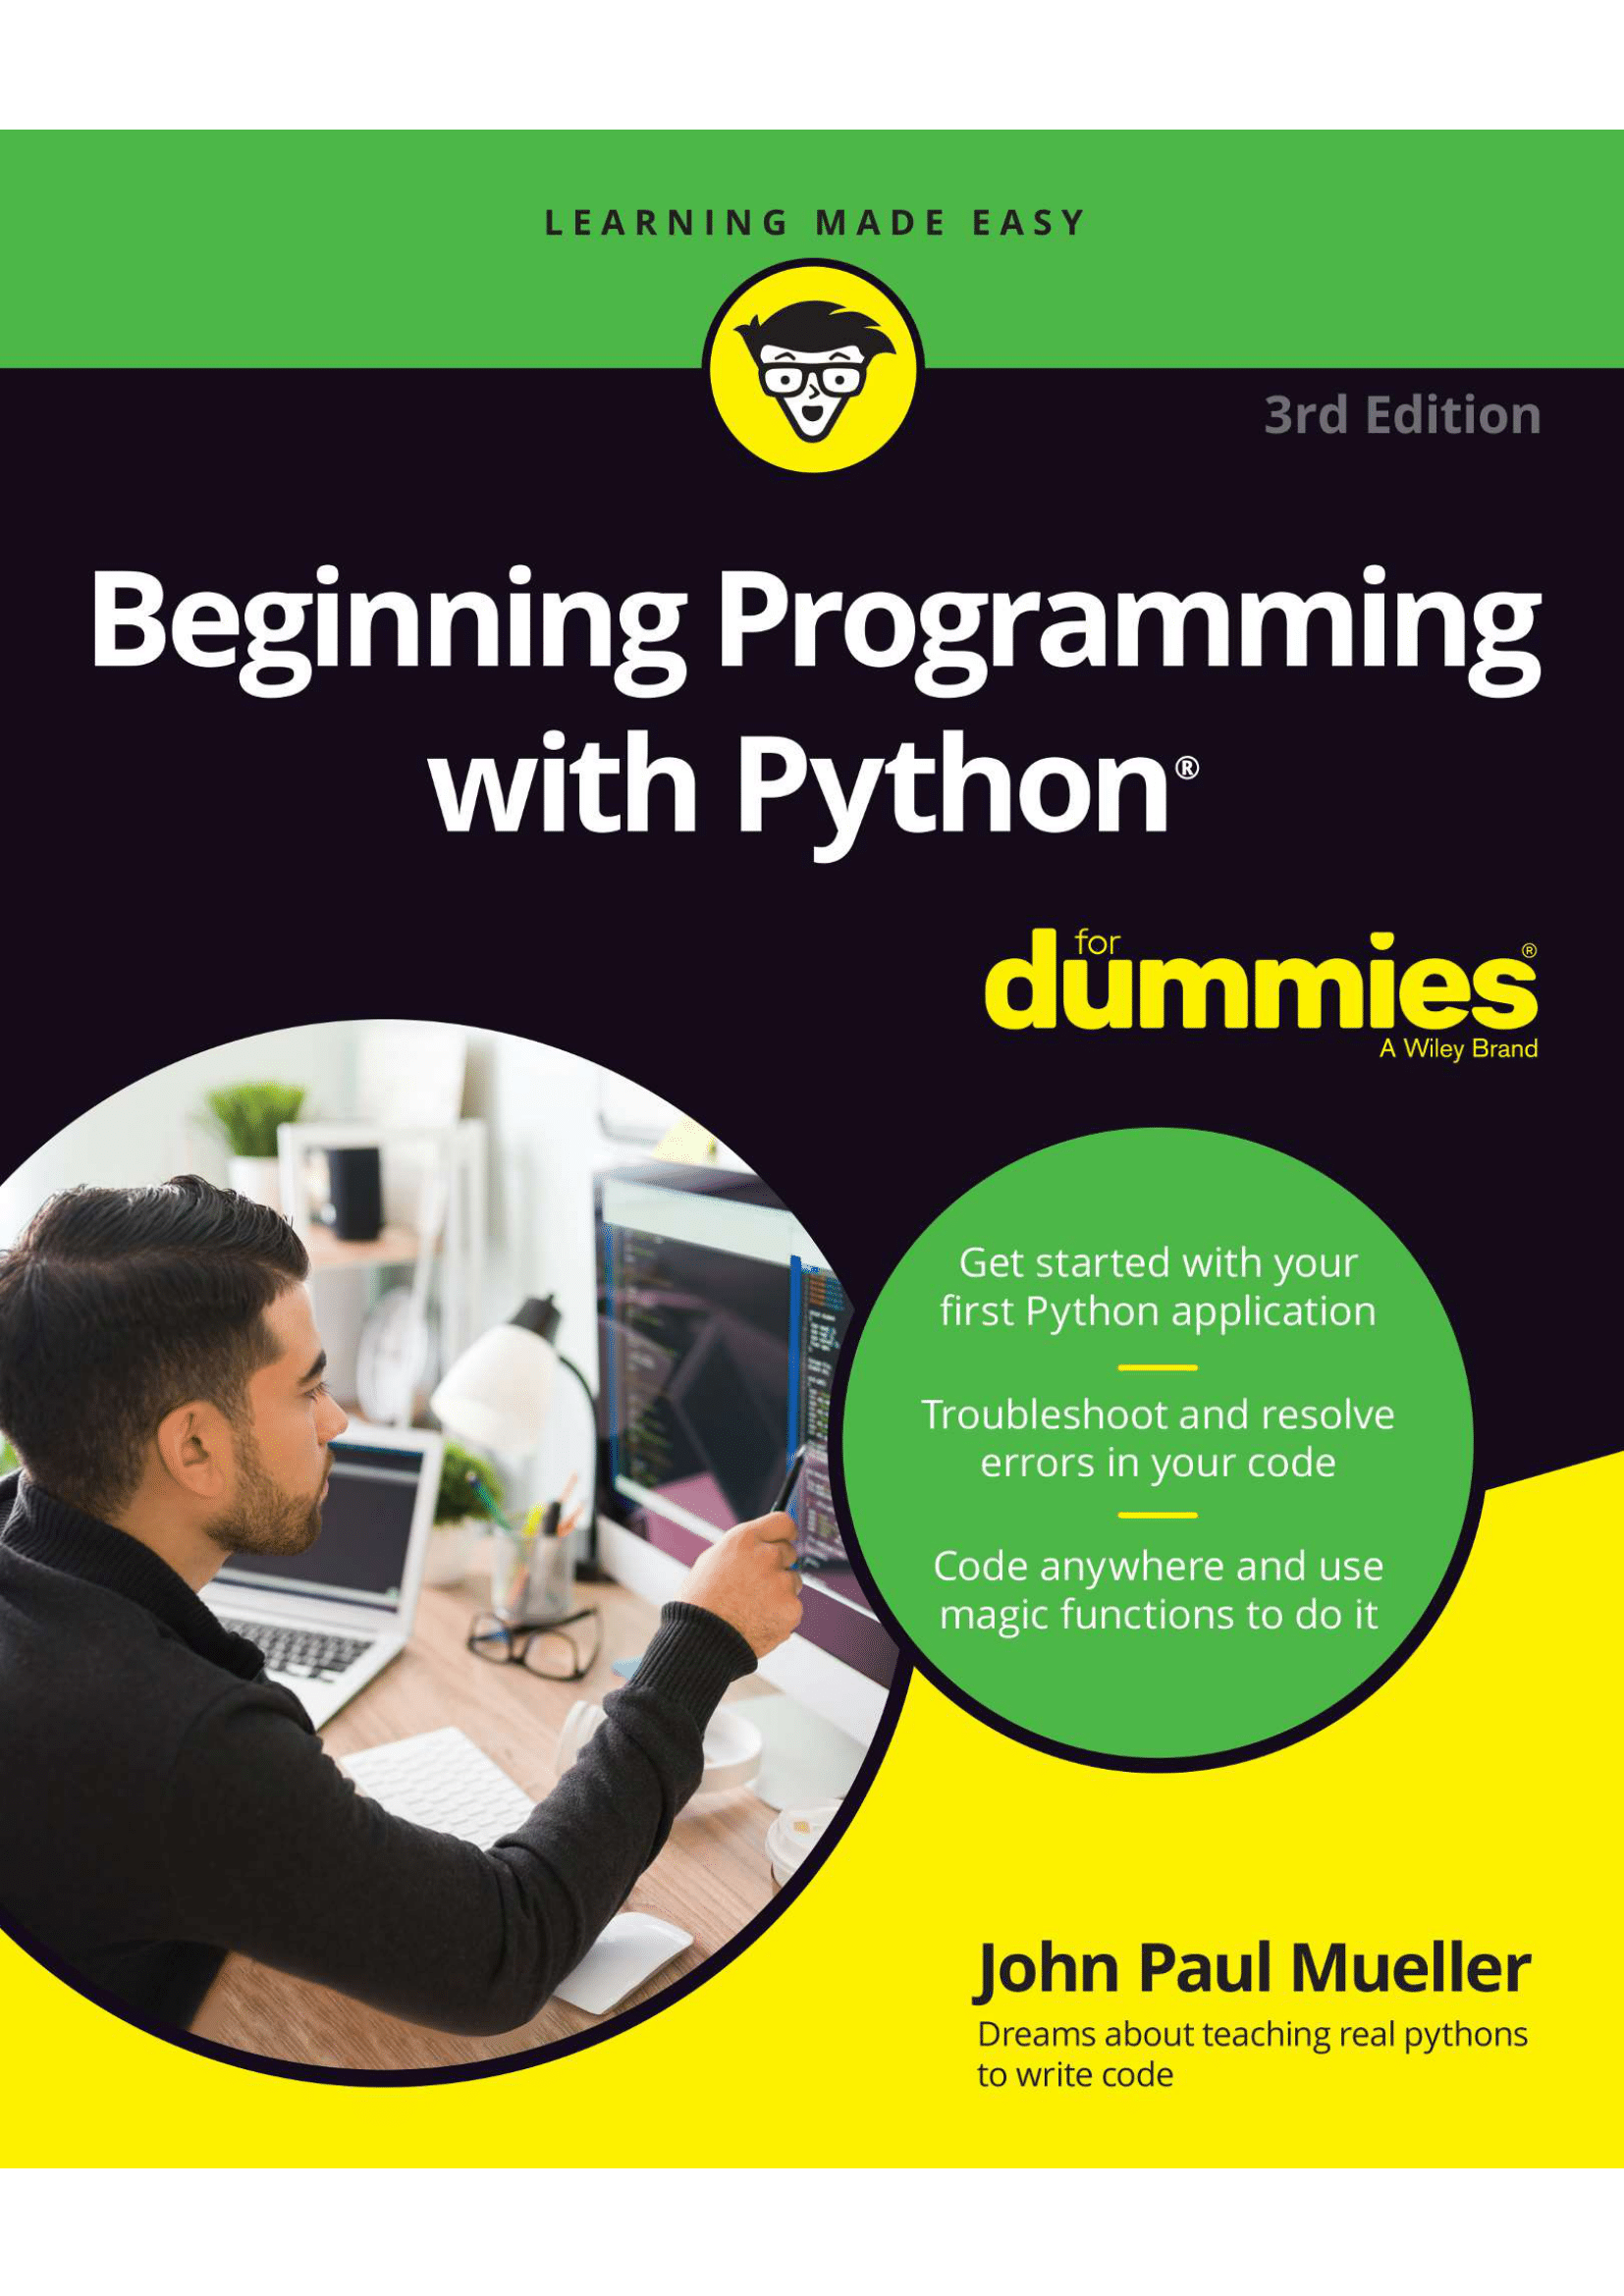 LEARNING MADE EASY
3rd Edition
Beginning Programming
with Python®
for
dummies®
A Wiley Brand
Get started with your
first Python application
Troubleshoot and resolve
errors in your code
Code anywhere and use
magic functions to do it
John Paul Mueller
Dreams about teaching real pythons
to write code